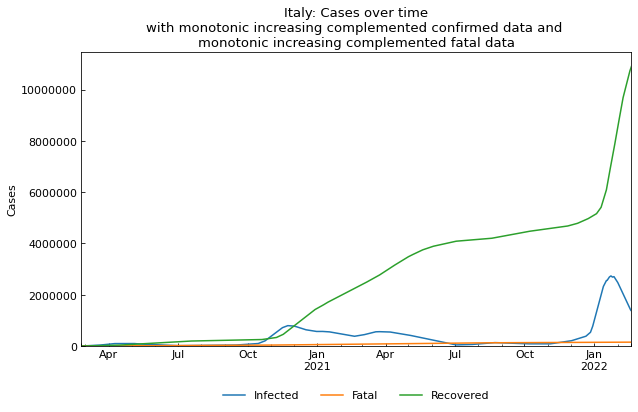 Italy: Cases over time
with monotonic increasing complemented confirmed data and
monotonic increasing complemented fatal data
10000000
8000000
6000000
4000000
2000000
0
Cases
Apr Jul Oct Jan Apr Jul Oct Jan
2021 2022
Infected Fatal Recovered